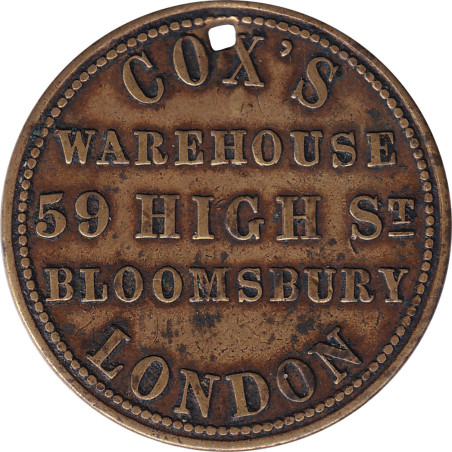 COX'S
WAREHOUSE
59 HIGH ST
BLOOMSBURY
LONDON